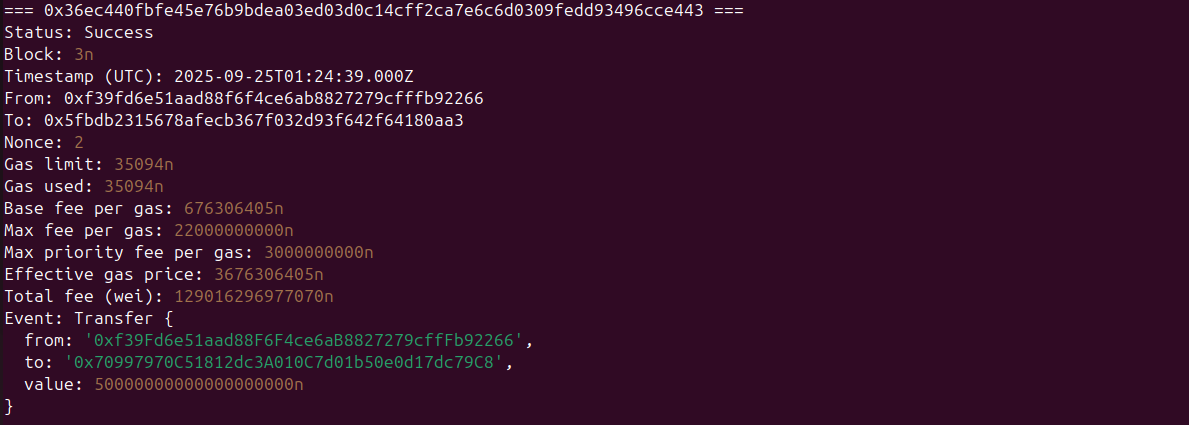 === 0x36ec440fbfe45e76b9bdea03ed03d0c14cff2ca7e6c6d0309fedd93496cce443 ===
Status: Success
Block: 3n
Timestamp (UTC): 2025-09-25T01:24:39.000Z
From: 0xf39fd6e51aad88f6f4ce6ab8827279cfffb92266
To: 0x5fbdb2315678afecb367f032d93f642f64180aa3
Nonce: 2
Gas limit: 35094n
Gas used: 35094n
Base fee per gas: 676306405n
Max fee per gas: 22000000000n
Max priority fee per gas: 3000000000n
Effective gas price: 3676306405n
Total fee (wei): 129016296977070n
Event: Transfer {
  from: '0xf39Fd6e51aad88F6F4ce6aB8827279cffFb92266',
  to: '0x70997970C51812dc3A010C7d01b50e0d17dc79C8',
  value: 50000000000000000000n
}